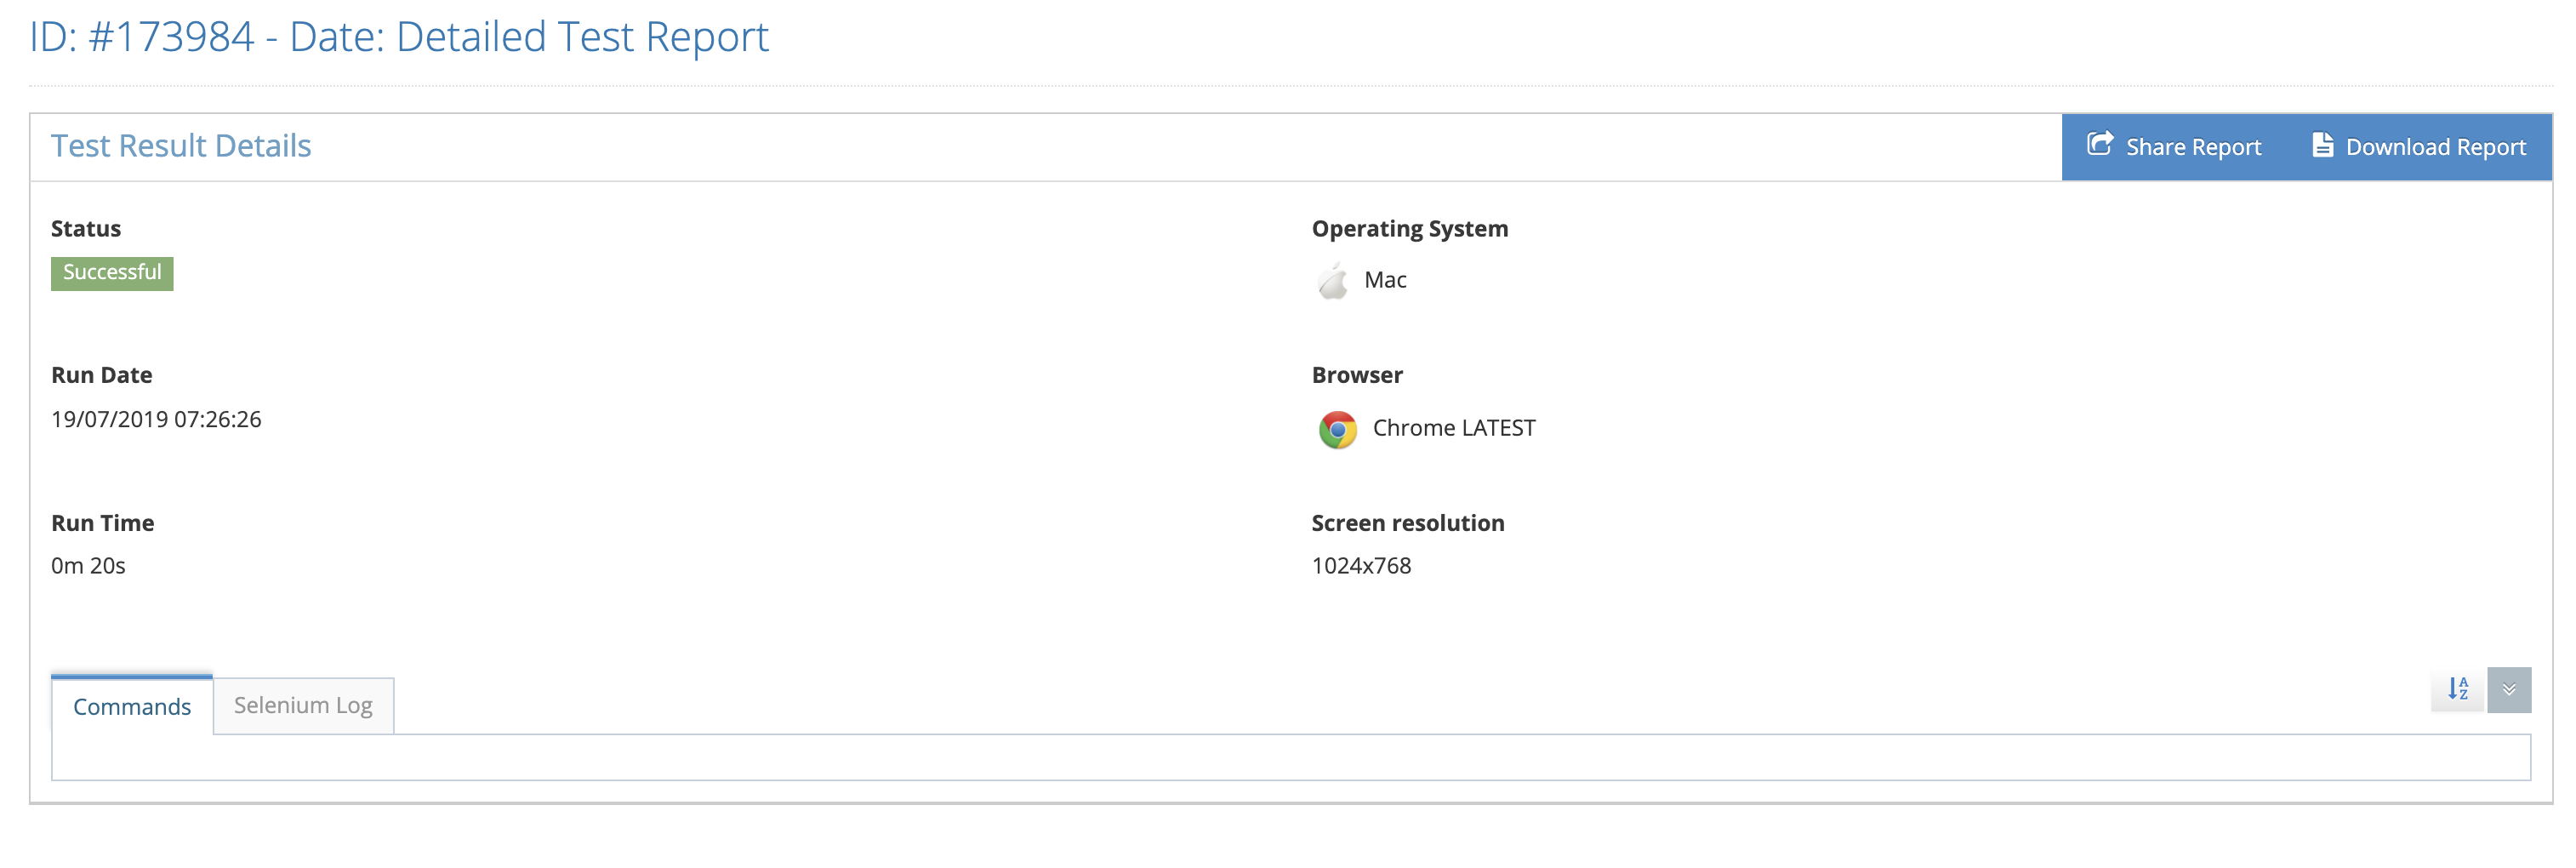 ID: #173984 - Date: Detailed Test Report
Test Result Details
Share Report
Download Report
Status
Successful
Operating System
Mac
Run Date
19/07/2019 07:26:26
Browser
Chrome LATEST
Run Time
0m 20s
Screen resolution
1024x768
Commands
Selenium Log
A
Z